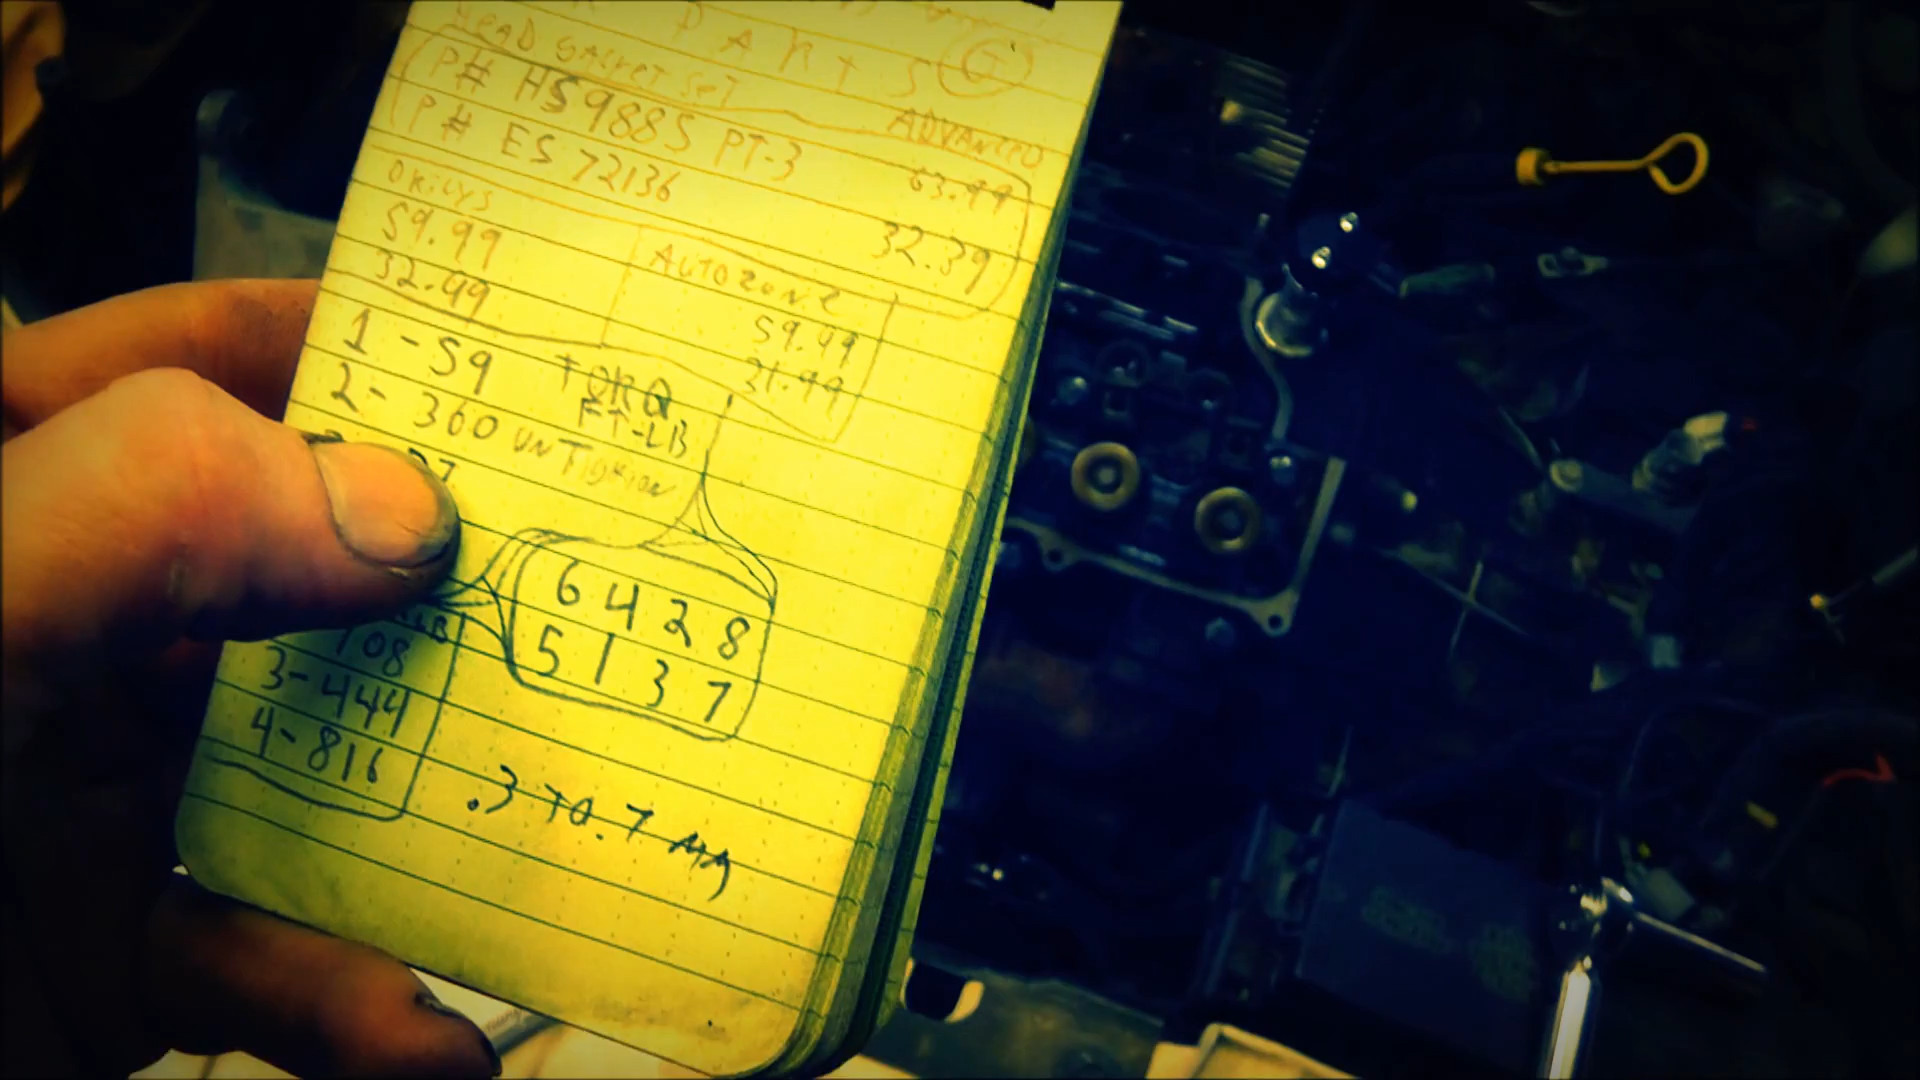 PARTS
HEAD GASKET SET
ADVANCED
P# HS9885 PT-3 63.99
P# ES 72136 32.39
ORILYS
59.99
32.99
AUTOZONE
59.99
31.99
1 - 59 TORQ
FT-LB
2 - 360 UNTIGHTEN
6 4 2 8
5 1 3 7
708
3-444
4-816
.3 TO .7 MM